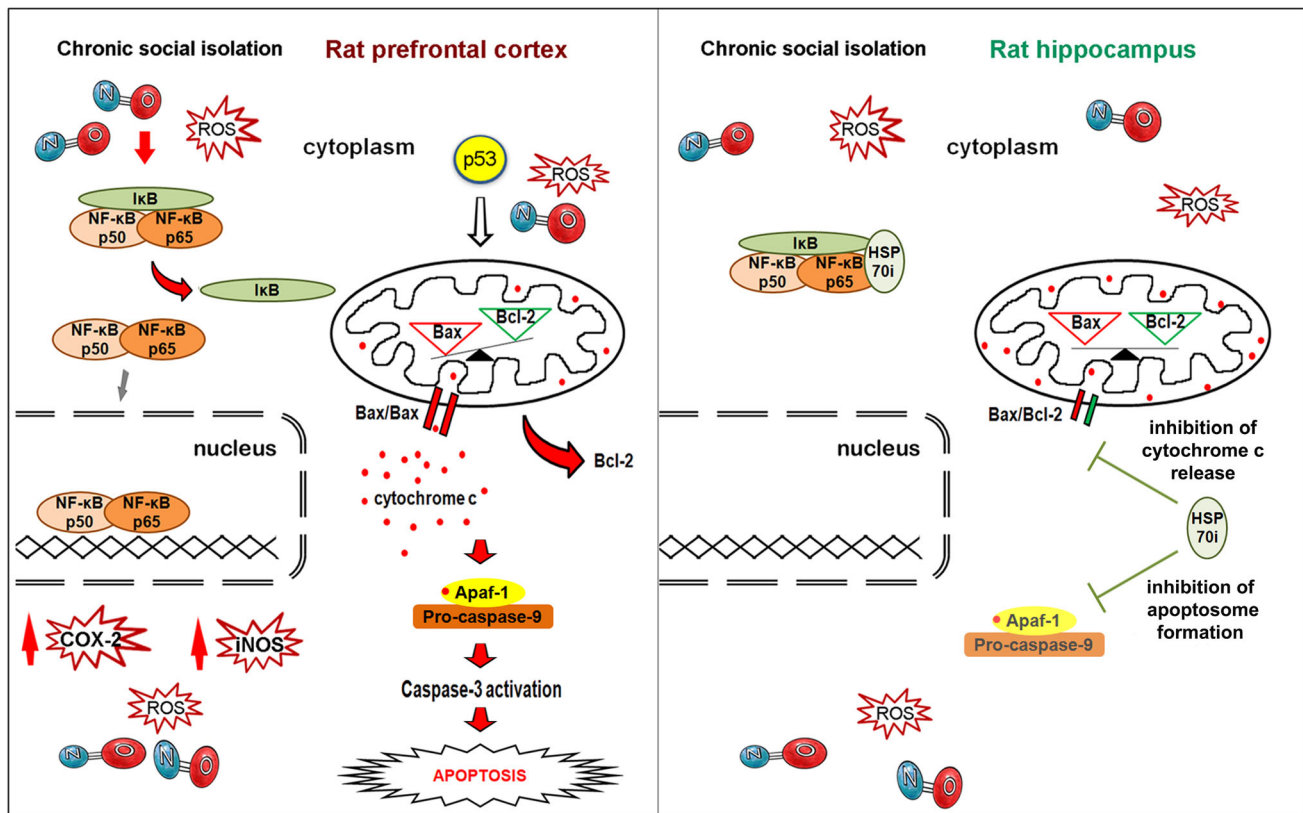 Chronic social isolation
Rat prefrontal cortex
N
O
N
O
ROS
cytoplasm
p53
ROS
N
O
IκB
NF-κB
p50
NF-κB
p65
IκB
NF-κB
p50
NF-κB
p65
Bax
Bcl-2
Bax/Bax
Bcl-2
nucleus
NF-κB
p50
NF-κB
p65
cytochrome c
Apaf-1
Pro-caspase-9
COX-2
iNOS
Caspase-3 activation
ROS
N
O
N
O
APOPTOSIS
Chronic social isolation
Rat hippocampus
N
O
ROS
N
O
cytoplasm
ROS
IκB
NF-κB
p50
NF-κB
p65
HSP
70i
Bax
Bcl-2
Bax/Bcl-2
nucleus
inhibition of
cytochrome c
release
HSP
70i
inhibition of
apoptosome
formation
Apaf-1
Pro-caspase-9
ROS
N
O
N
O